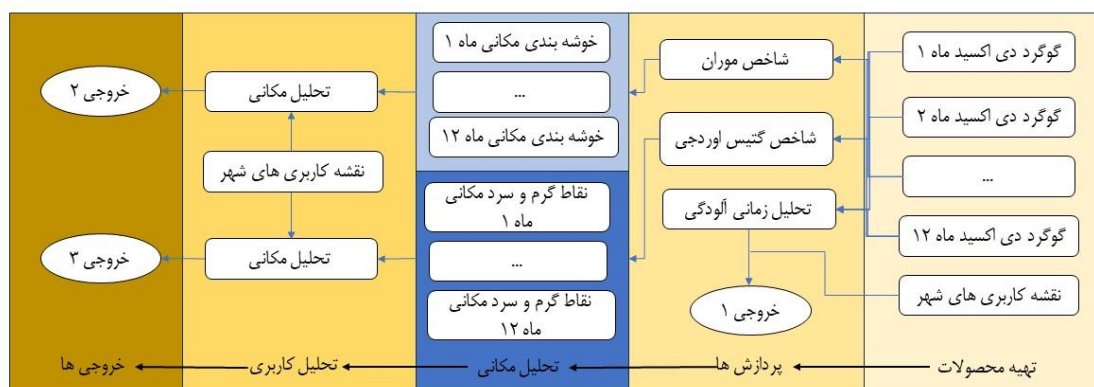 گوگرد دی اکسید ماه ۱
گوگرد دی اکسید ماه ۲
...
گوگرد دی اکسید ماه ۱۲
نقشه کاربری های شهر
تهیه محصولات
شاخص موران
شاخص گتیس اوردجی
تحلیل زمانی آلودگی
خروجی ۱
پردازش ها
خوشه بندی مکانی ماه ۱
...
خوشه بندی مکانی ماه ۱۲
نقاط گرم و سرد مکانی
ماه ۱
...
نقاط گرم و سرد مکانی
ماه ۱۲
تحلیل مکانی
تحلیل مکانی
نقشه کاربری های شهر
تحلیل مکانی
تحلیل کاربری
خروجی ۲
خروجی ۳
خروجی ها